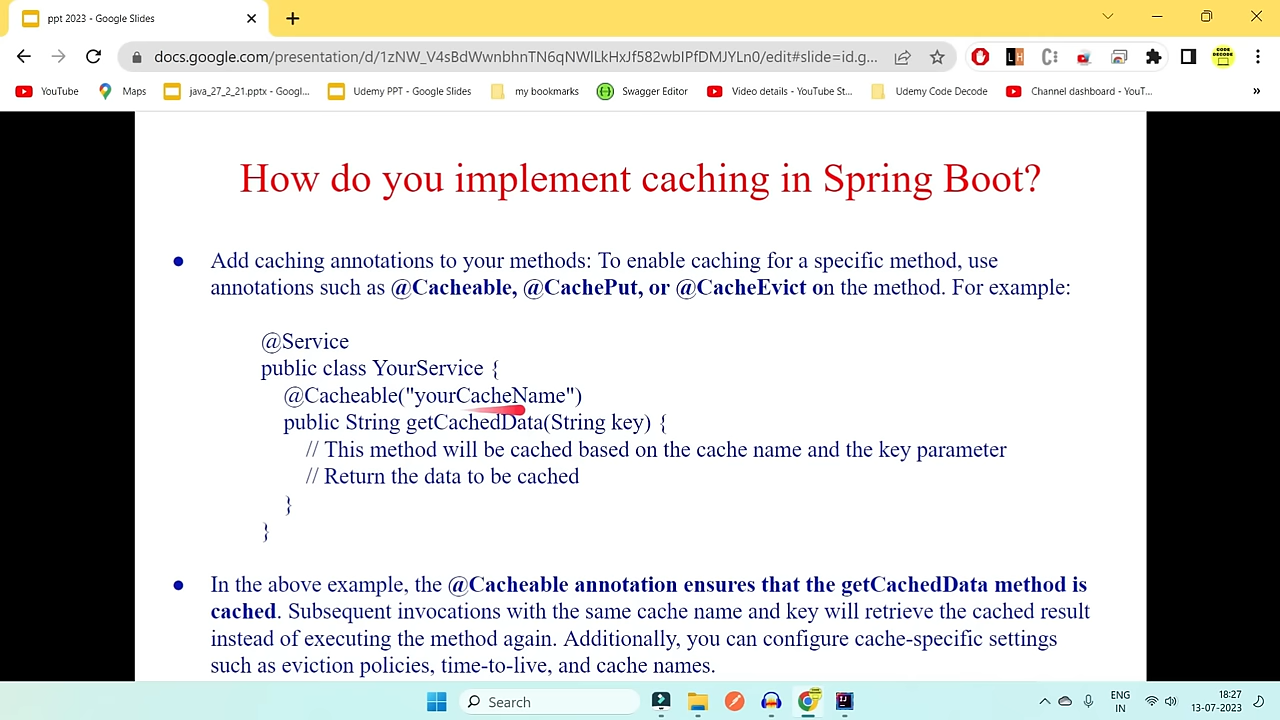 ppt 2023 - Google Slides
docs.google.com/presentation/d/1zNW_V4sqdWwnbhnTN6qNWlLkHxJf582wblPfDMJYLn0/edit#slide=id.g...
YouTube
Maps
java_27_2_21.pptx - Googl...
Udemy PPT - Google Slides
my bookmarks
Swagger Editor
Video details - YouTube St...
Udemy Code Decode
Channel dashboard - YouT...
»
How do you implement caching in Spring Boot?
● Add caching annotations to your methods: To enable caching for a specific method, use
annotations such as @Cacheable, @CachePut, or @CacheEvict on the method. For example:
@Service
public class YourService {
@Cacheable("yourCacheName")
public String getCachedData(String key) {
// This method will be cached based on the cache name and the key parameter
// Return the data to be cached
}
}
● In the above example, the @Cacheable annotation ensures that the getCachedData method is
cached. Subsequent invocations with the same cache name and key will retrieve the cached result
instead of executing the method again. Additionally, you can configure cache-specific settings
such as eviction policies, time-to-live, and cache names.
Search
ENG
IN
18:27
13-07-2023